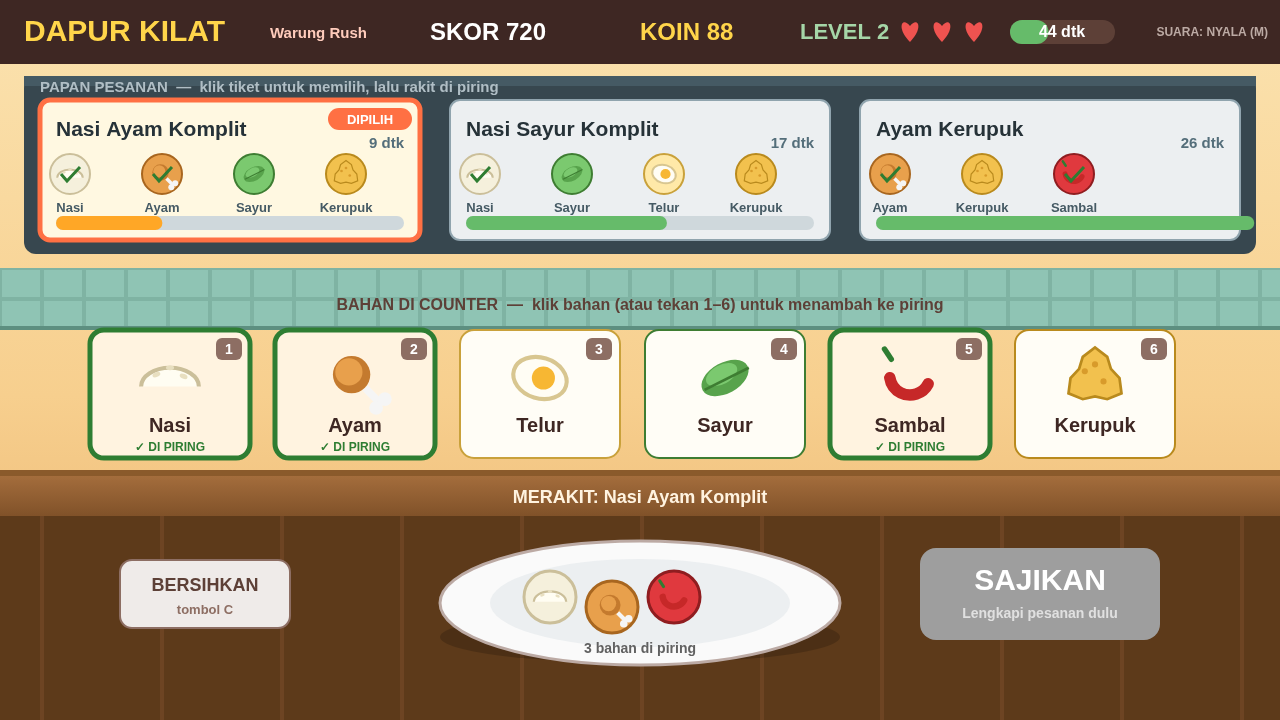 DAPUR KILAT
Warung Rush
SKOR 720
KOIN 88
LEVEL 2
44 dtk
SUARA: NYALA (M)
PAPAN PESANAN — klik tiket untuk memilih, lalu rakit di piring
Nasi Ayam Komplit
DIPILIH
9 dtk
Nasi
Ayam
Sayur
Kerupuk
Nasi Sayur Komplit
17 dtk
Nasi
Sayur
Telur
Kerupuk
Ayam Kerupuk
26 dtk
Ayam
Kerupuk
Sambal
BAHAN DI COUNTER — klik bahan (atau tekan 1–6) untuk menambah ke piring
1
Nasi
✓ DI PIRING
2
Ayam
✓ DI PIRING
3
Telur
4
Sayur
5
Sambal
✓ DI PIRING
6
Kerupuk
MERAKIT: Nasi Ayam Komplit
BERSIHKAN
tombol C
3 bahan di piring
SAJIKAN
Lengkapi pesanan dulu